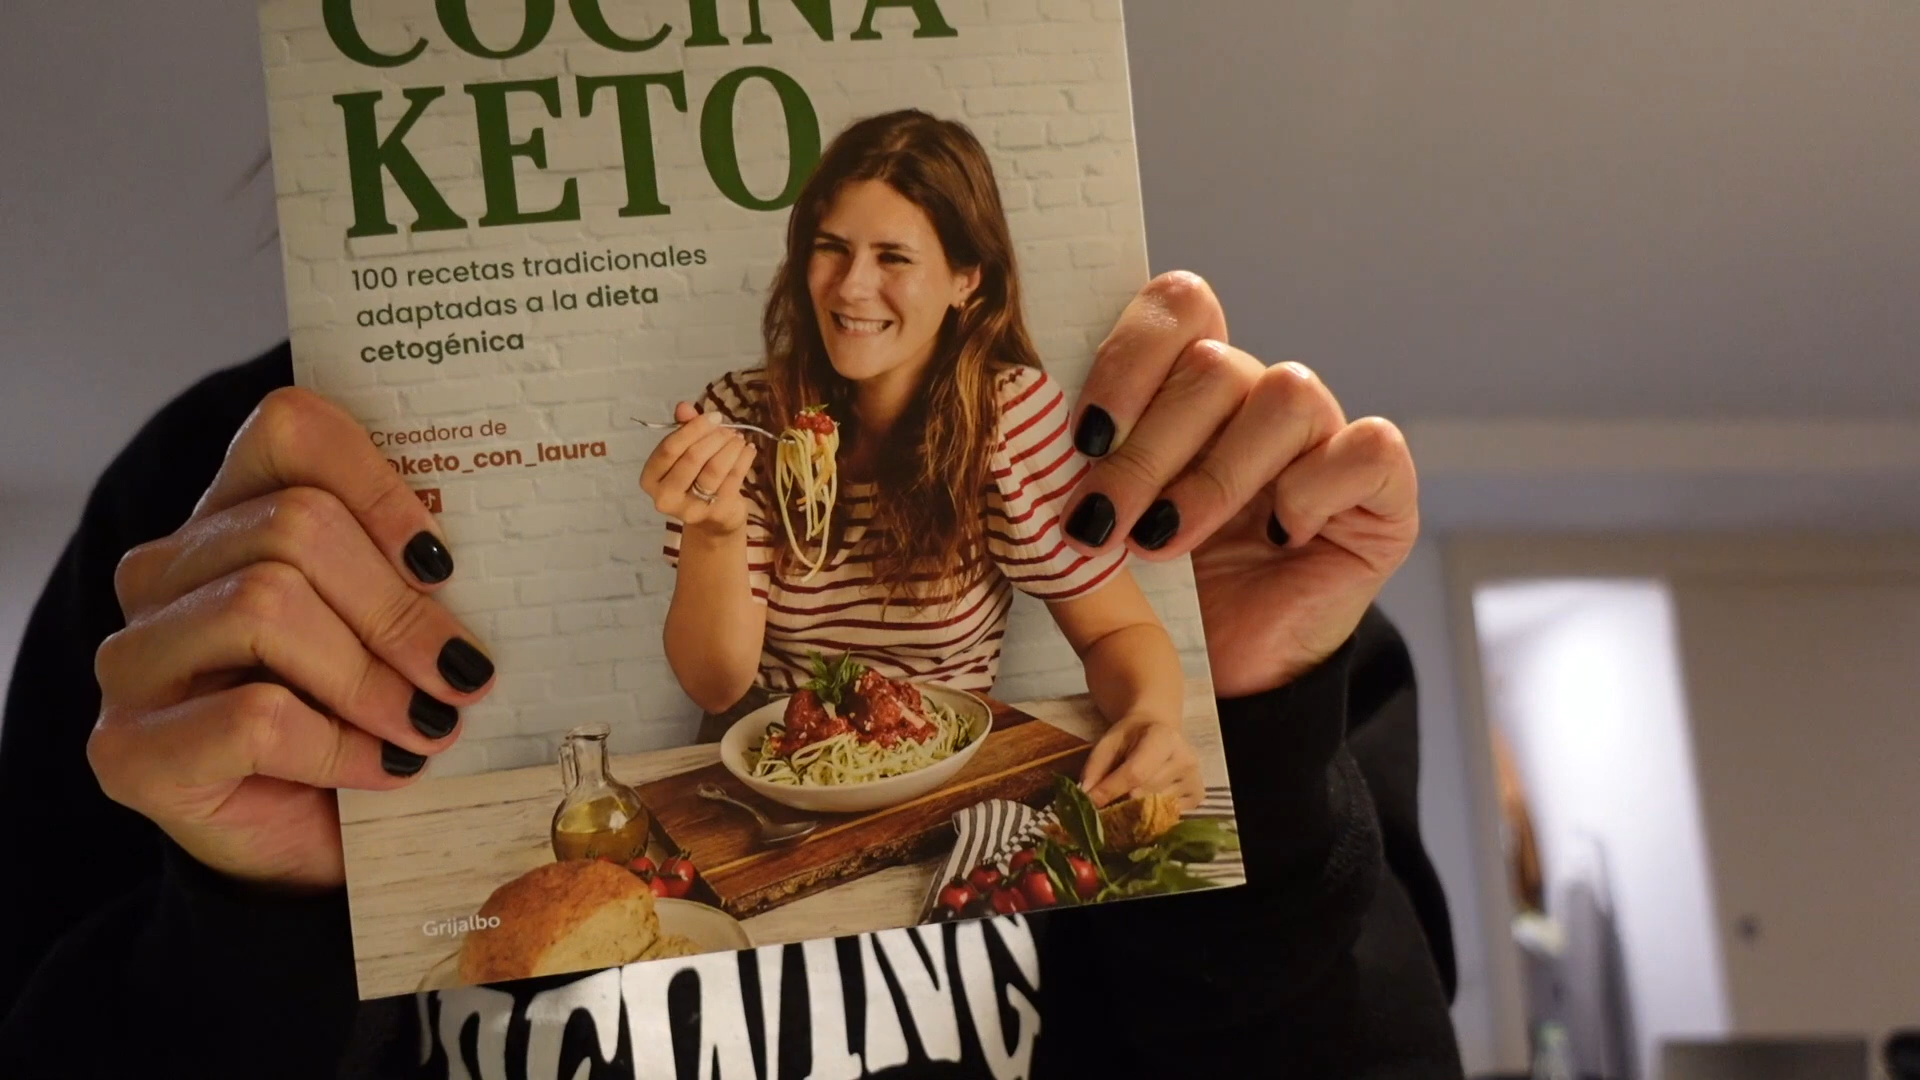 COCINA
KETO
100 recetas tradicionales
adaptadas a la dieta
cetogénica
Creadora de
@keto_con_laura
Grijalbo